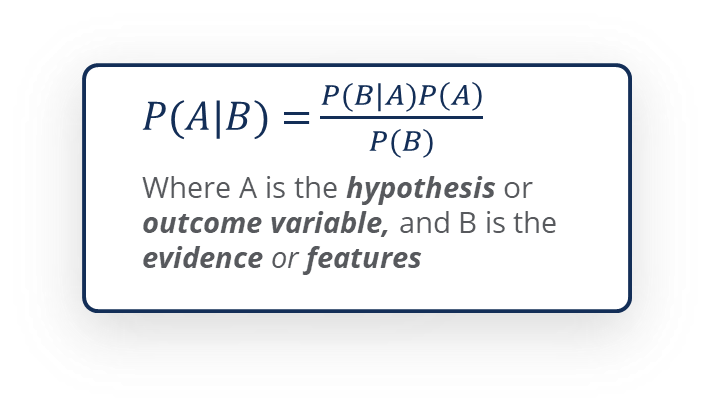 P(A|B) = P(B|A)P(A) / P(B)
Where A is the hypothesis or
outcome variable, and B is the
evidence or features